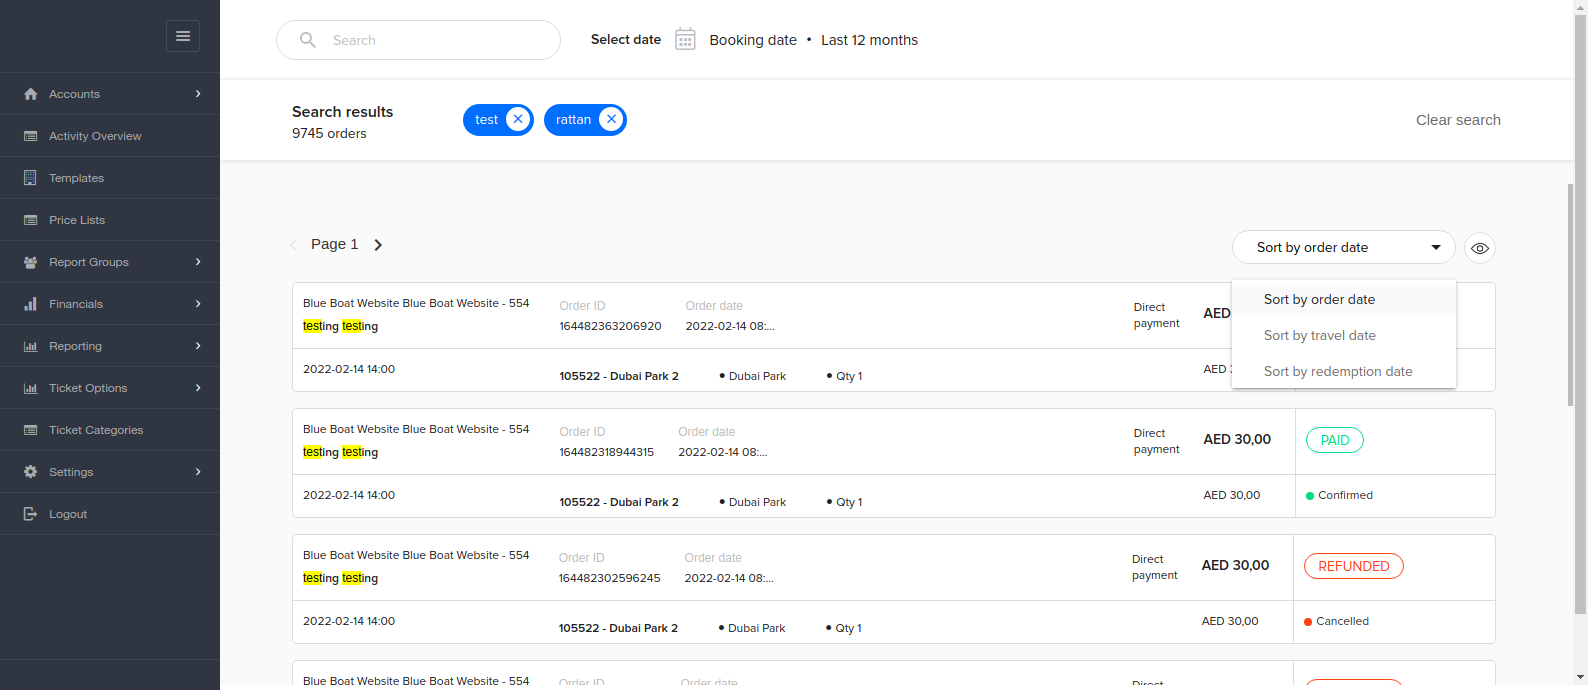 Search
Select date
Booking date • Last 12 months
Accounts
Activity Overview
Templates
Price Lists
Report Groups
Financials
Reporting
Ticket Options
Ticket Categories
Settings
Logout
Search results
9745 orders
test
rattan
Clear search
Page 1
Sort by order date
Sort by order date
Sort by travel date
Sort by redemption date
Blue Boat Website Blue Boat Website - 554
testing testing
Order ID
164482363206920
Order date
2022-02-14 08:...
Direct payment
AED
2022-02-14 14:00
105522 - Dubai Park 2
• Dubai Park
• Qty 1
AED
Blue Boat Website Blue Boat Website - 554
testing testing
Order ID
164482318944315
Order date
2022-02-14 08:...
Direct payment
AED 30,00
PAID
2022-02-14 14:00
105522 - Dubai Park 2
• Dubai Park
• Qty 1
AED 30,00
Confirmed
Blue Boat Website Blue Boat Website - 554
testing testing
Order ID
164482302596245
Order date
2022-02-14 08:...
Direct payment
AED 30,00
REFUNDED
2022-02-14 14:00
105522 - Dubai Park 2
• Dubai Park
• Qty 1
AED 30,00
Cancelled
Blue Boat Website Blue Boat Website - 554
Order ID
Order date
Direct